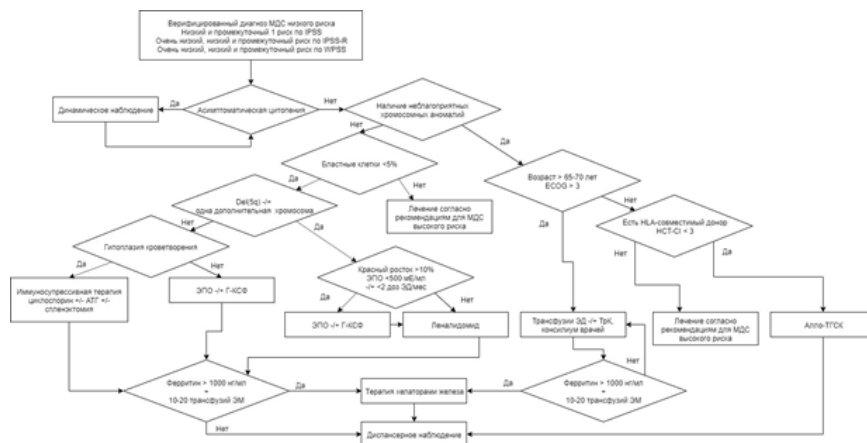 Верифицированный диагноз МДС низкого риска
Низкий и промежуточный 1 риск по IPSS
Очень низкий, низкий и промежуточный риск по IPSS-R
Очень низкий, низкий и промежуточный риск по WPSS
Динамическое наблюдение
Да
Асимптоматическая цитопения
Нет
Наличие неблагоприятных
хромосомных аномалий
Нет
Да
Бластные клетки <5%
Возраст > 65-70 лет
ECOG > 3
Да
Нет
Нет
Del(5q) -/+
одна дополнительная хромосома
Лечение согласно
рекомендациям для МДС
высокого риска
Есть HLA-совместимый донор
HCT-CI < 3
Нет
Да
Да
Гипоплазия кроветворения
Нет
Да
Да
Нет
Красный росток >10%
ЭПО <500 мЕ/мл
-/+ <2 доз ЭД/мес
Иммуносупрессивная терапия
циклоспорин +/- АТГ +/-
спленэктомия
ЭПО -/+ Г-КСФ
Да
Нет
ЭПО -/+ Г-КСФ
Леналидомид
Трансфузии ЭД -/+ ТрК,
консилиум врачей
Лечение согласно
рекомендациям для МДС
высокого риска
Алло-ТГСК
Нет
Ферритин > 1000 нг/мл
+
10-20 трансфузий ЭМ
Да
Терапия хелаторами железа
Да
Ферритин > 1000 нг/мл
+
10-20 трансфузий ЭМ
Нет
Диспансерное наблюдение